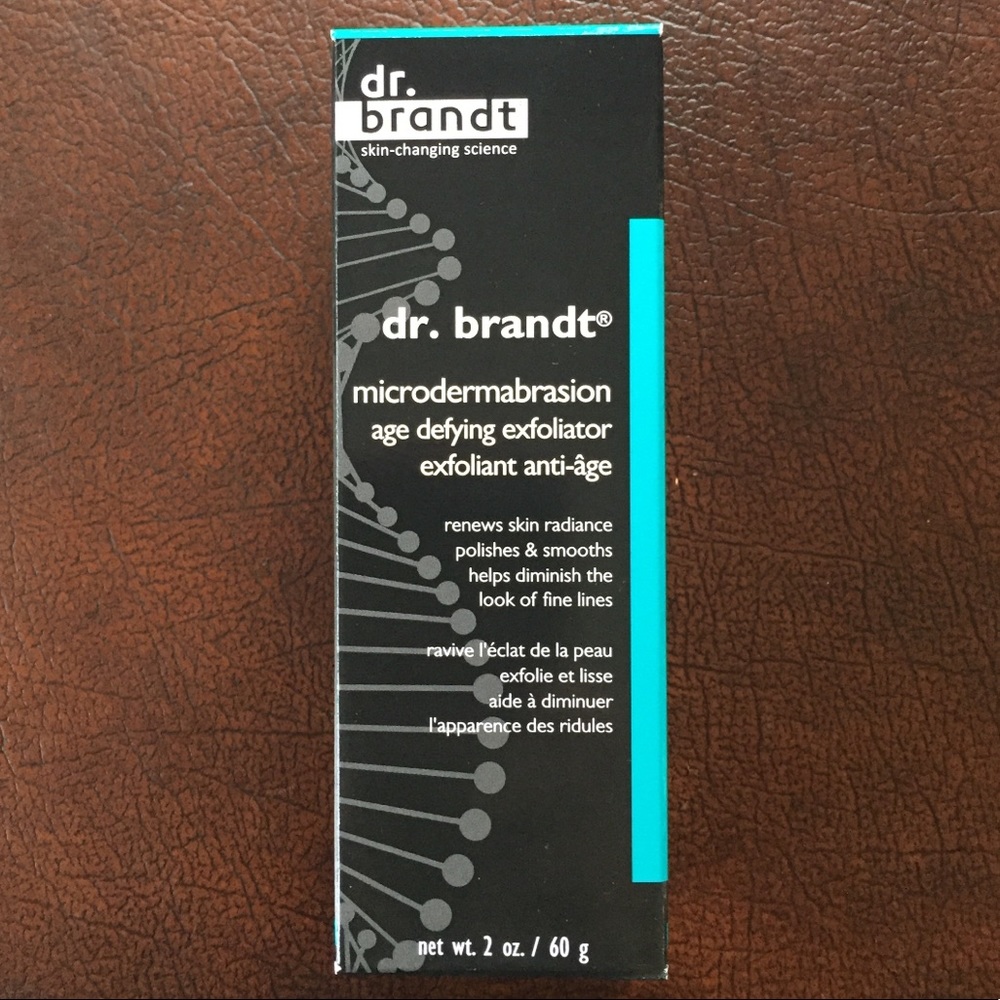 dr.
brandt
skin-changing science
dr. brandt®
microdermabrasion
age defying exfoliator
exfoliant anti-âge
renews skin radiance
polishes & smooths
helps diminish the
look of fine lines
ravive l'éclat de la peau
exfolie et lisse
aide à diminuer
l'apparence des ridules
net wt. 2 oz. / 60 g